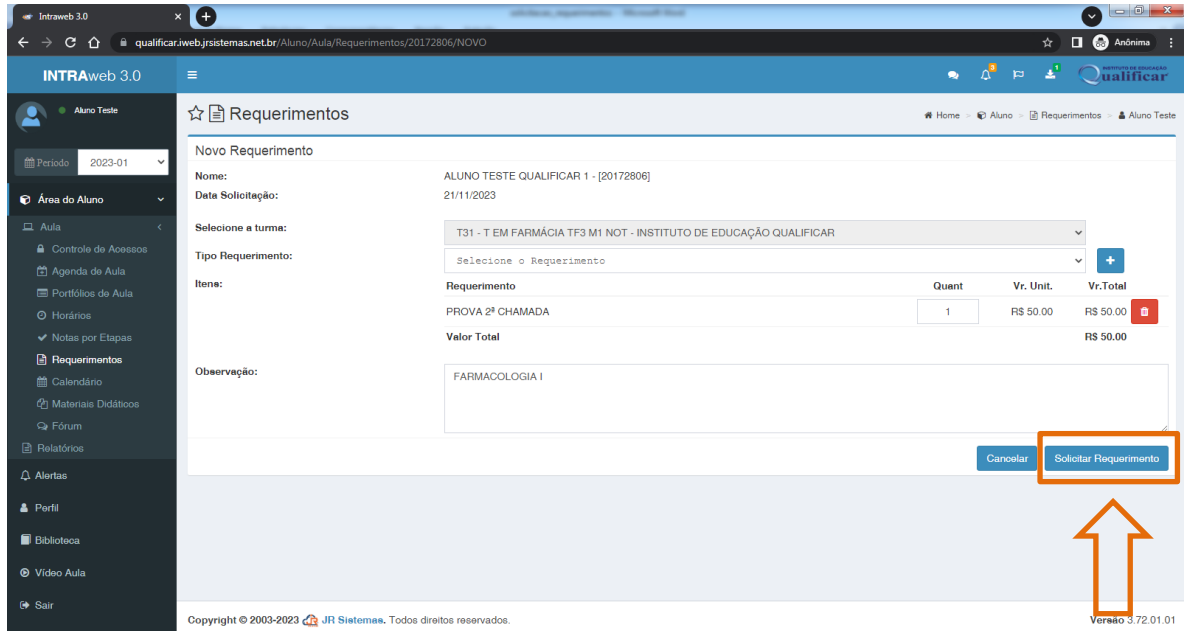 Intraweb 3.0
qualificar.iweb.jrsistemas.net.br/Aluno/Aula/Requerimentos/20172806/NOVO
Anônima
INTRAweb 3.0
3
1
INSTITUTO DE EDUCAÇÃO
Qualificar
Aluno Teste
Requerimentos
Home > Aluno > Requerimentos > Aluno Teste
Período 2023-01
Área do Aluno
Aula
Controle de Acessos
Agenda de Aula
Portfólios de Aula
Horários
Notas por Etapas
Requerimentos
Calendário
Materiais Didáticos
Fórum
Relatórios
Alertas
Perfil
Biblioteca
Vídeo Aula
Sair
Novo Requerimento
Nome: ALUNO TESTE QUALIFICAR 1 - [20172806]
Data Solicitação: 21/11/2023
Selecione a turma: T31 - T EM FARMÁCIA TF3 M1 NOT - INSTITUTO DE EDUCAÇÃO QUALIFICAR
Tipo Requerimento: Selecione o Requerimento
Itens: Requerimento Quant Vr. Unit. Vr.Total
PROVA 2ª CHAMADA 1 R$ 50.00 R$ 50.00
Valor Total R$ 50.00
Observação: FARMACOLOGIA I
Cancelar Solicitar Requerimento
Copyright © 2003-2023 JR Sistemas. Todos direitos reservados. Versão 3.72.01.01